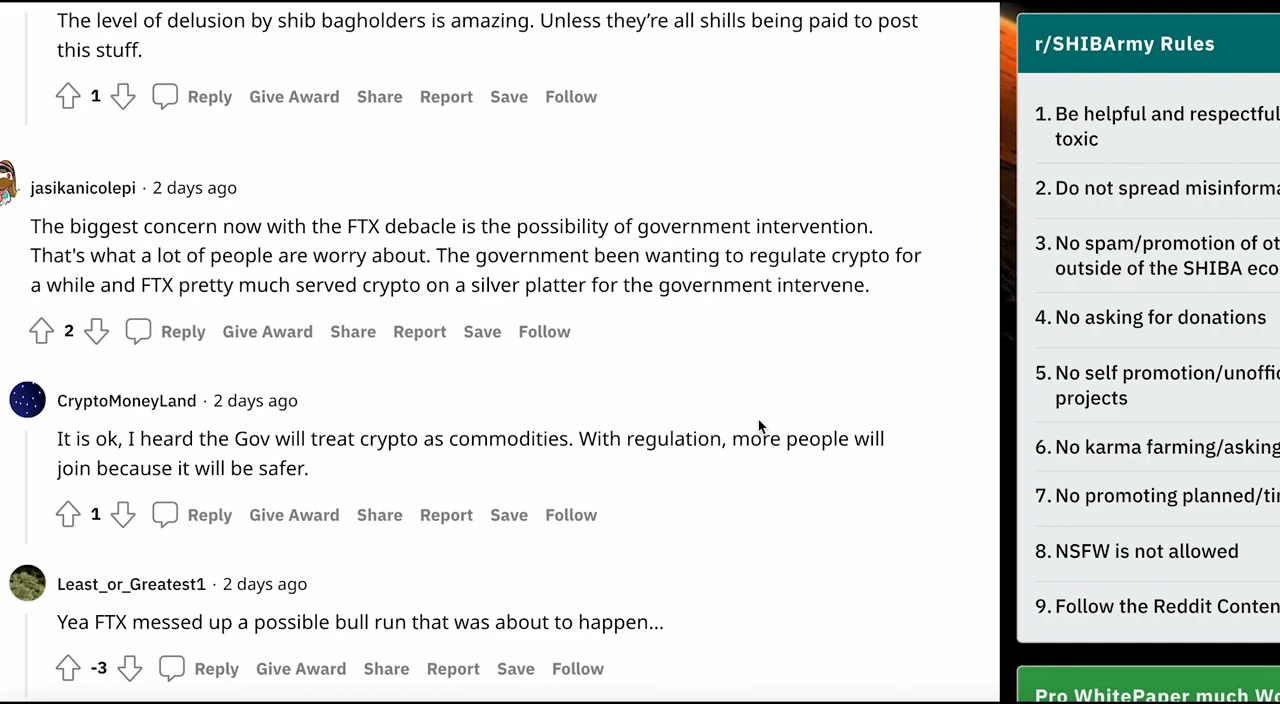 The level of delusion by shib bagholders is amazing. Unless they’re all shills being paid to post
this stuff.
1 Reply Give Award Share Report Save Follow
jasikanicolepi · 2 days ago
The biggest concern now with the FTX debacle is the possibility of government intervention.
That's what a lot of people are worry about. The government been wanting to regulate crypto for
a while and FTX pretty much served crypto on a silver platter for the government intervene.
2 Reply Give Award Share Report Save Follow
CryptoMoneyLand · 2 days ago
It is ok, I heard the Gov will treat crypto as commodities. With regulation, more people will
join because it will be safer.
1 Reply Give Award Share Report Save Follow
Least_or_Greatest1 · 2 days ago
Yea FTX messed up a possible bull run that was about to happen...
-3 Reply Give Award Share Report Save Follow
r/SHIBArmy Rules
1. Be helpful and respectful
toxic
2. Do not spread misinforma
3. No spam/promotion of ot
outside of the SHIBA eco
4. No asking for donations
5. No self promotion/unoffic
projects
6. No karma farming/asking
7. No promoting planned/tim
8. NSFW is not allowed
9. Follow the Reddit Conten
Pro WhitePaper much Wo